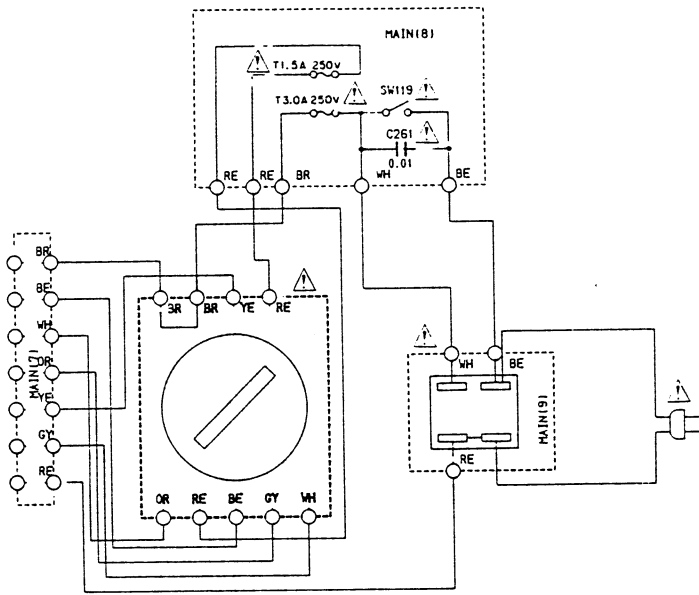 MAIN(8)
T1.5A 250V
T3.0A 250V
SW119
C261
0.01
RE RE BR WH BE
BR
BE
WH
OR
YE
GY
RE
MAIN(7)
BR BR YE RE
OR RE BE GY WH
WH BE
RE
MAIN(9)